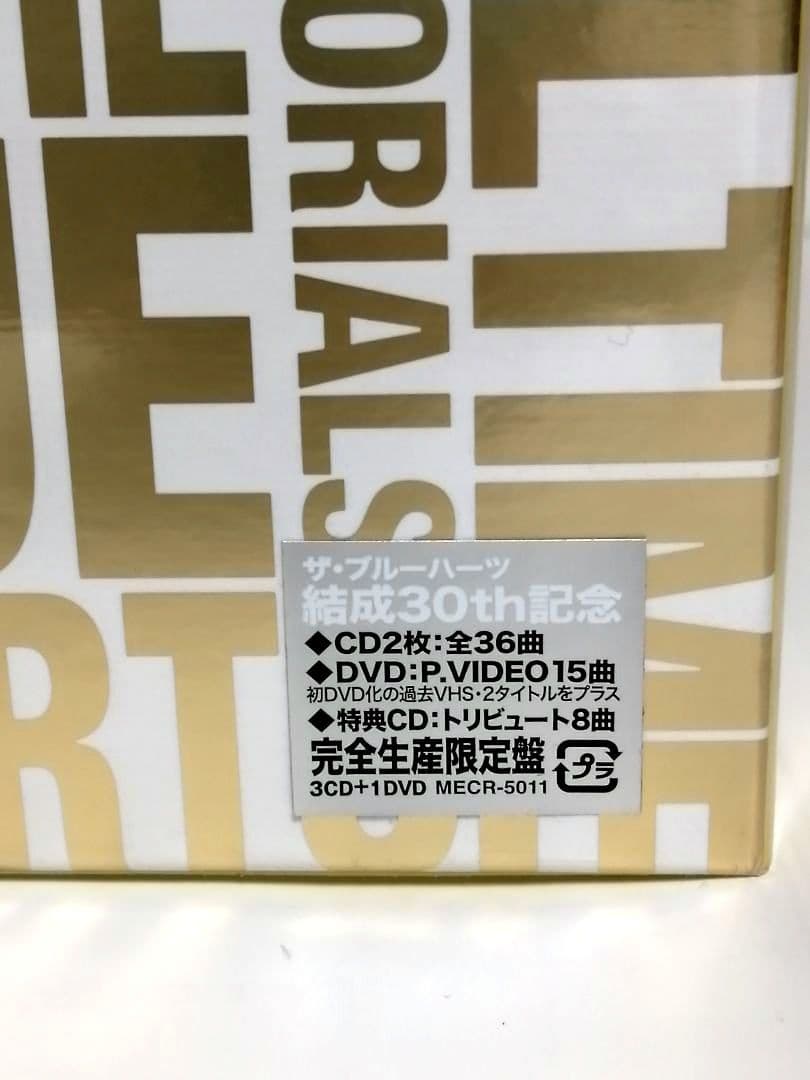 ORIALS
RT
ザ・ブルーハーツ
結成30th記念
◆CD2枚:全36曲
◆DVD:P.VIDEO15曲
初DVD化の過去VHS・2タイトルをプラス
◆特典CD:トリビュート8曲
完全生産限定盤 プラ
3CD+1DVD MECR-5011